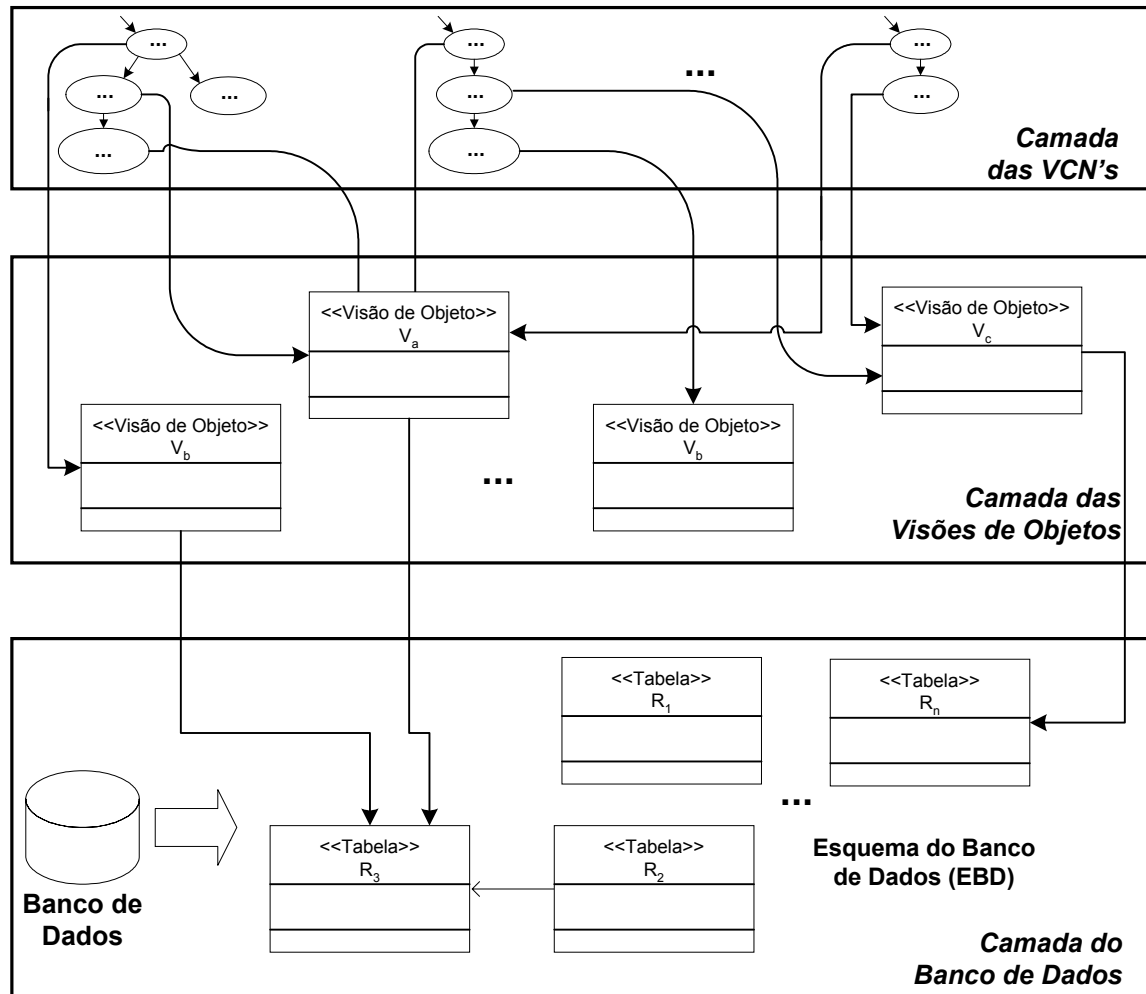 ...
...
...
...
...
...
...
...
...
...
Camada
das VCN's
<<Visão de Objeto>>
Va
<<Visão de Objeto>>
Vc
<<Visão de Objeto>>
Vb
<<Visão de Objeto>>
Vb
...
Camada das
Visões de Objetos
<<Tabela>>
R1
<<Tabela>>
Rn
...
<<Tabela>>
R3
<<Tabela>>
R2
Esquema do Banco
de Dados (EBD)
Banco de
Dados
Camada do
Banco de Dados